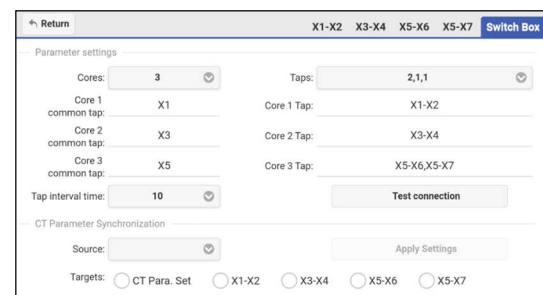 Return X1-X2 X3-X4 X5-X6 X5-X7 Switch Box
Parameter settings
Cores: 3 Taps: 2,1,1
Core 1 common tap: X1 Core 1 Tap: X1-X2
Core 2 common tap: X3 Core 2 Tap: X3-X4
Core 3 common tap: X5 Core 3 Tap: X5-X6,X5-X7
Tap interval time: 10 Test connection
CT Parameter Synchronization
Source: Apply Settings
Targets: CT Para. Set X1-X2 X3-X4 X5-X6 X5-X7